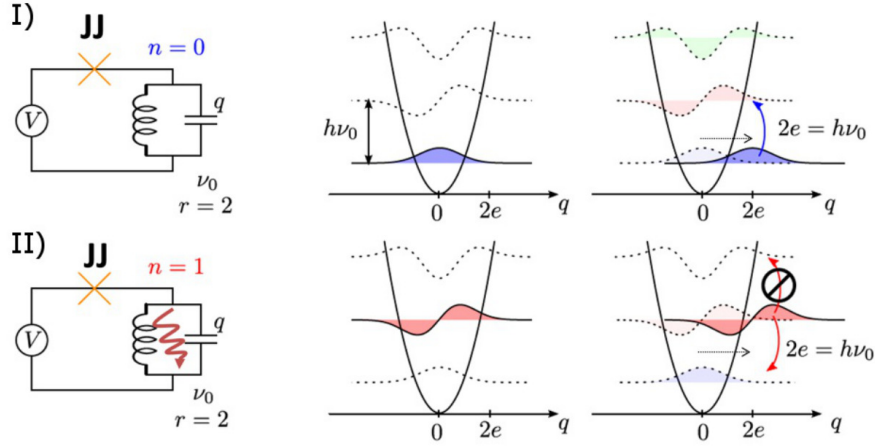 I)
JJ
n = 0
V
q
ν₀
r = 2
hν₀
0
2e
q
2e = hν₀
0
2e
q
II)
JJ
n = 1
V
q
ν₀
r = 2
0
2e
q
2e = hν₀
0
2e
q